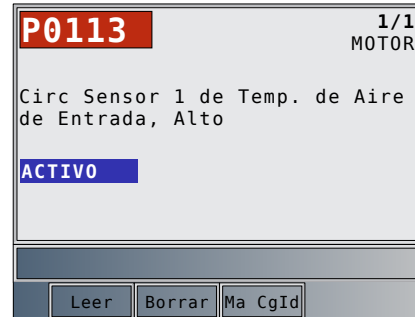 P0113
1/1
MOTOR
Circ Sensor 1 de Temp. de Aire
de Entrada, Alto
ACTIVO
Leer
Borrar
Ma CgId